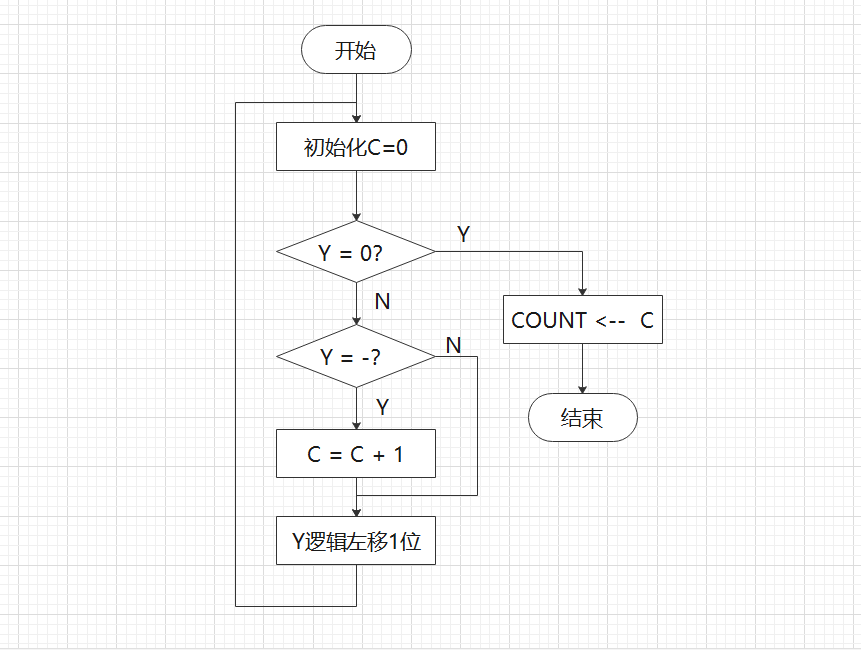 开始
初始化C=0
Y = 0?
Y
N
COUNT <-- C
Y = -?
N
Y
结束
C = C + 1
Y逻辑左移1位